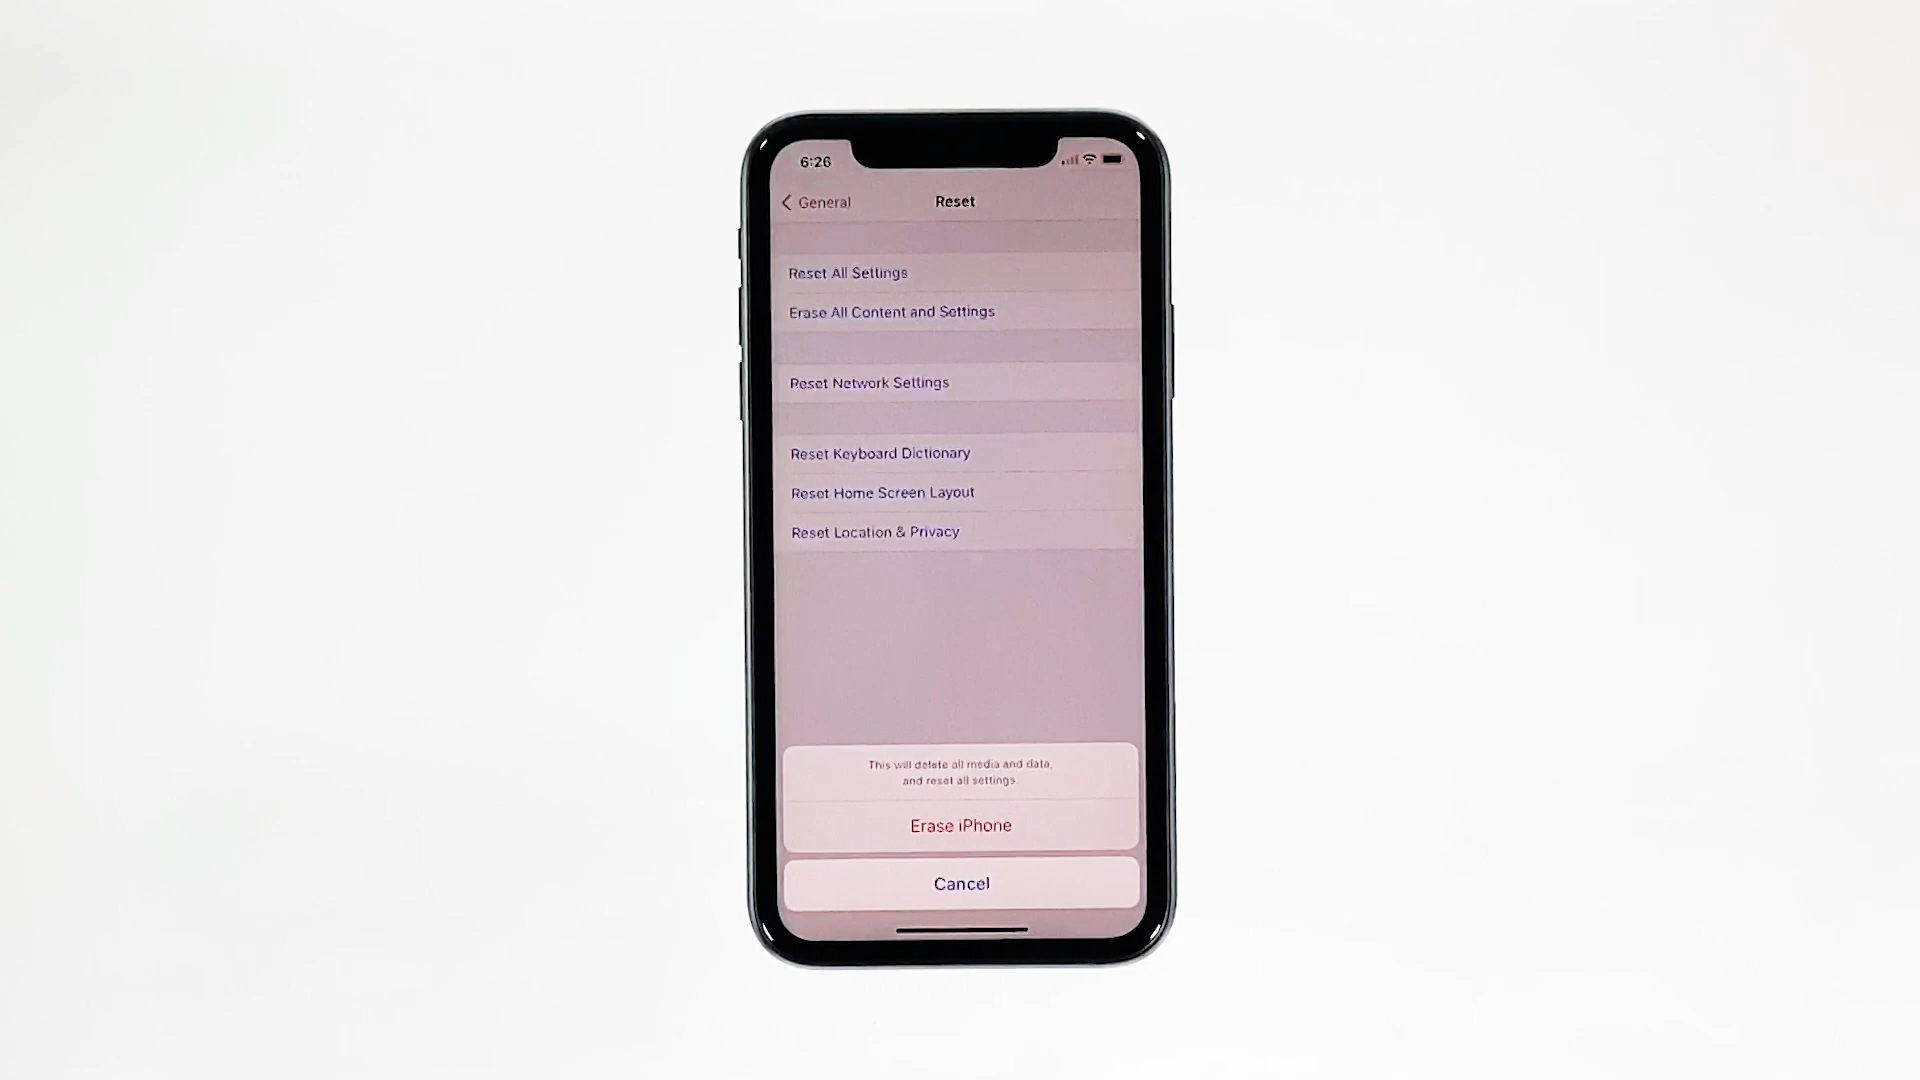 6:26
General
Reset
Reset All Settings
Erase All Content and Settings
Reset Network Settings
Reset Keyboard Dictionary
Reset Home Screen Layout
Reset Location & Privacy
This will delete all media and data,
and reset all settings.
Erase iPhone
Cancel